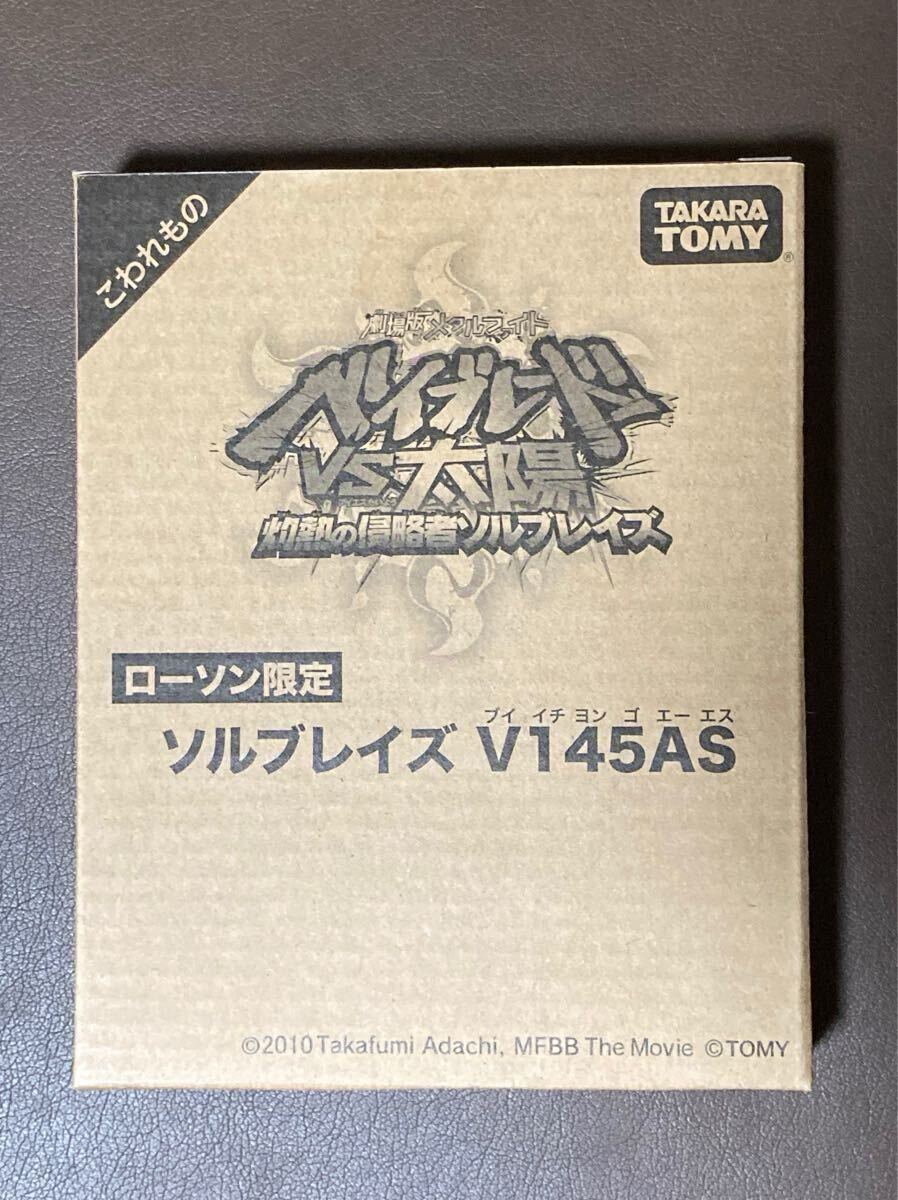 こわれもの
TAKARA
TOMY
®
劇場版メタルファイト
ベイブレード
VS太陽
灼熱の侵略者ソルブレイズ
ローソン限定
ブイ イチ ヨン ゴ エー エス
ソルブレイズ V145AS
©2010 Takafumi Adachi, MFBB The Movie ©TOMY